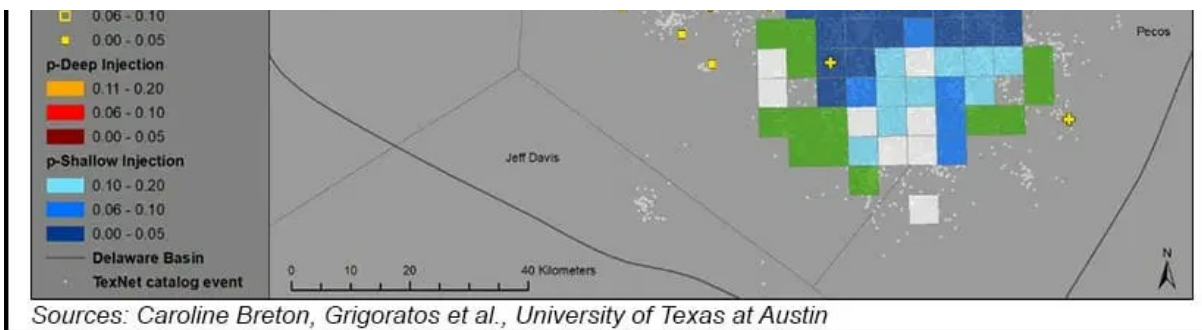 0.06 - 0.10
0.00 - 0.05
p-Deep Injection
0.11 - 0.20
0.06 - 0.10
0.00 - 0.05
p-Shallow Injection
0.10 - 0.20
0.06 - 0.10
0.00 - 0.05
Delaware Basin
TexNet catalog event
Pecos
Jeff Davis
0 10 20 40 Kilometers
N
Sources: Caroline Breton, Grigoratos et al., University of Texas at Austin